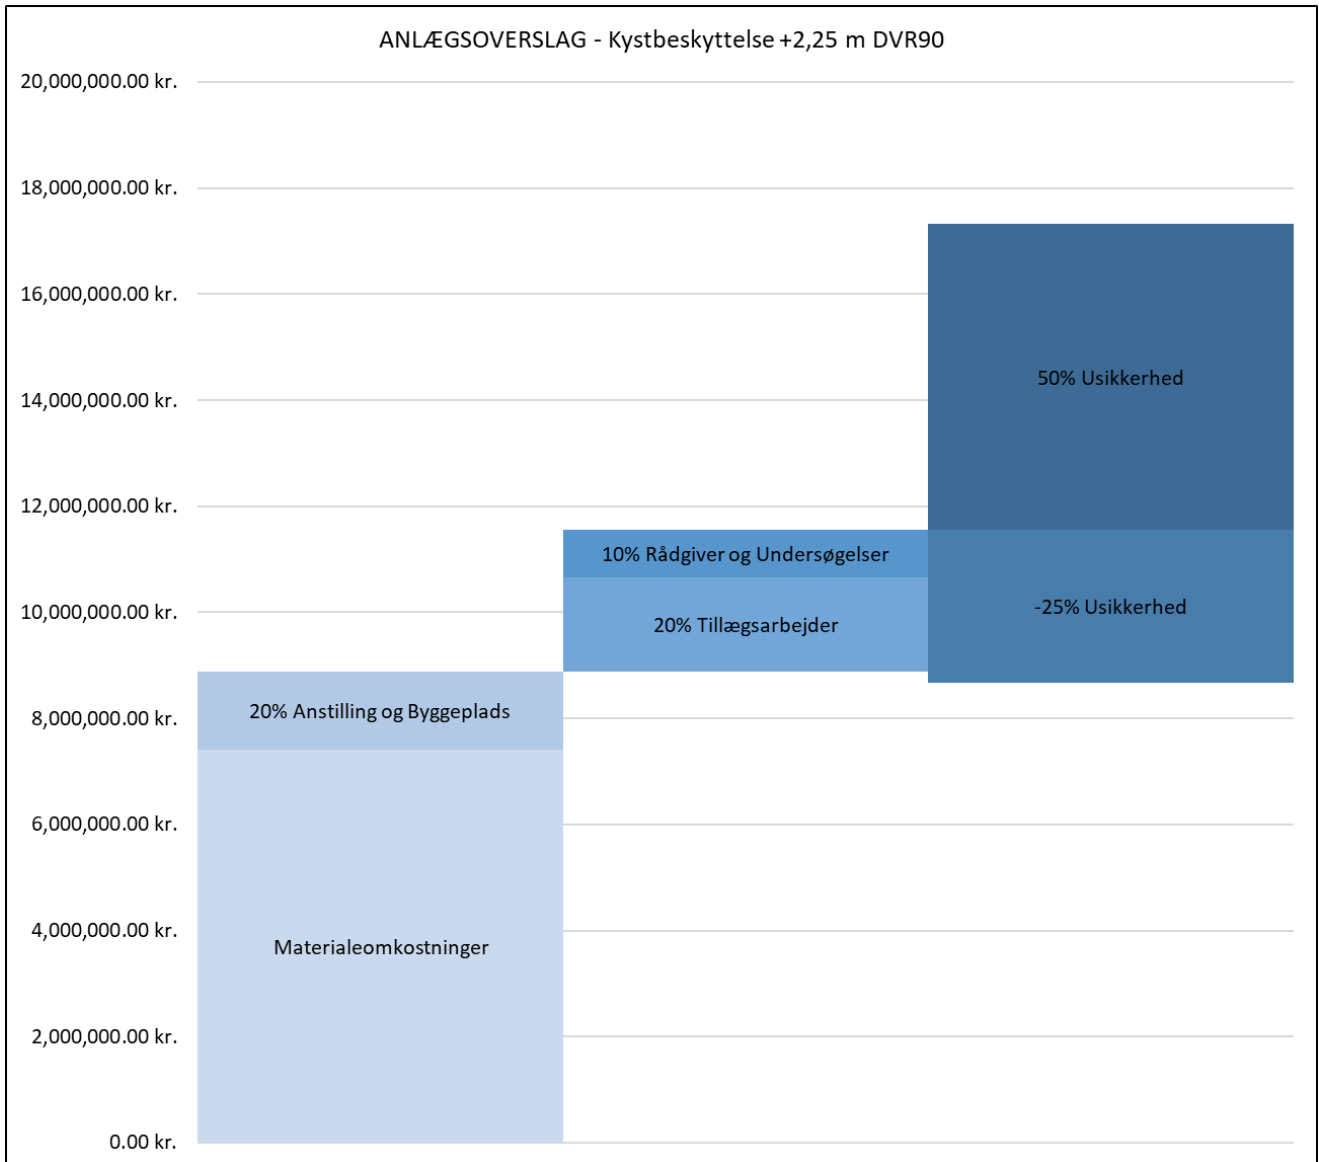 ANLÆGSOVERSLAG - Kystbeskyttelse +2,25 m DVR90
20,000,000.00 kr.
18,000,000.00 kr.
16,000,000.00 kr.
14,000,000.00 kr.
12,000,000.00 kr.
10,000,000.00 kr.
8,000,000.00 kr.
6,000,000.00 kr.
4,000,000.00 kr.
2,000,000.00 kr.
0.00 kr.
20% Anstilling og Byggeplads
Materialeomkostninger
10% Rådgiver og Undersøgelser
20% Tillægsarbejder
50% Usikkerhed
-25% Usikkerhed